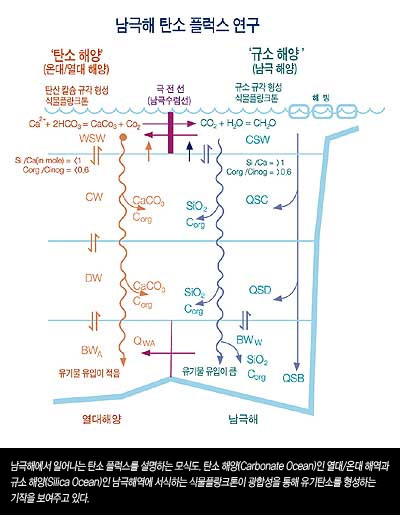 남극해 탄소 플럭스 연구
'탄소 해양'
(온대/열대 해양)
탄산 칼슘 규각 형성
식물플랑크톤
극 전 선
(남극수렴선)
'규소 해양'
(남극 해양)
규소 규각 형성
식물플랑크톤
해 빙
Ca²⁺+ 2HCO₃ = CaCO₃ + Co₂
CO₂ + H₂O = CH₂O
WSW
CSW
Si /Ca(in mole) = ⟨1
Corg /Cinog = ⟨0.6
Si /Ca = ⟩1
Corg /Cinog = ⟩0.6
CW
CaCO₃
Corg
SiO₂
Corg
QSC
DW
CaCO₃
Corg
SiO₂
Corg
QSD
BWA
QWA
BWW
SiO₂
Corg
QSB
유기물 유입이 적음
유기물 유입이 큼
열대해양
남극해
남극해에서 일어나는 탄소 플럭스를 설명하는 모식도. 탄소 해양(Carbonate Ocean)인 열대/온대 해역과
규소 해양(Silica Ocean)인 남극해역에 서식하는 식물플랑크톤이 광합성을 통해 유기탄소를 형성하는
기작을 보여주고 있다.